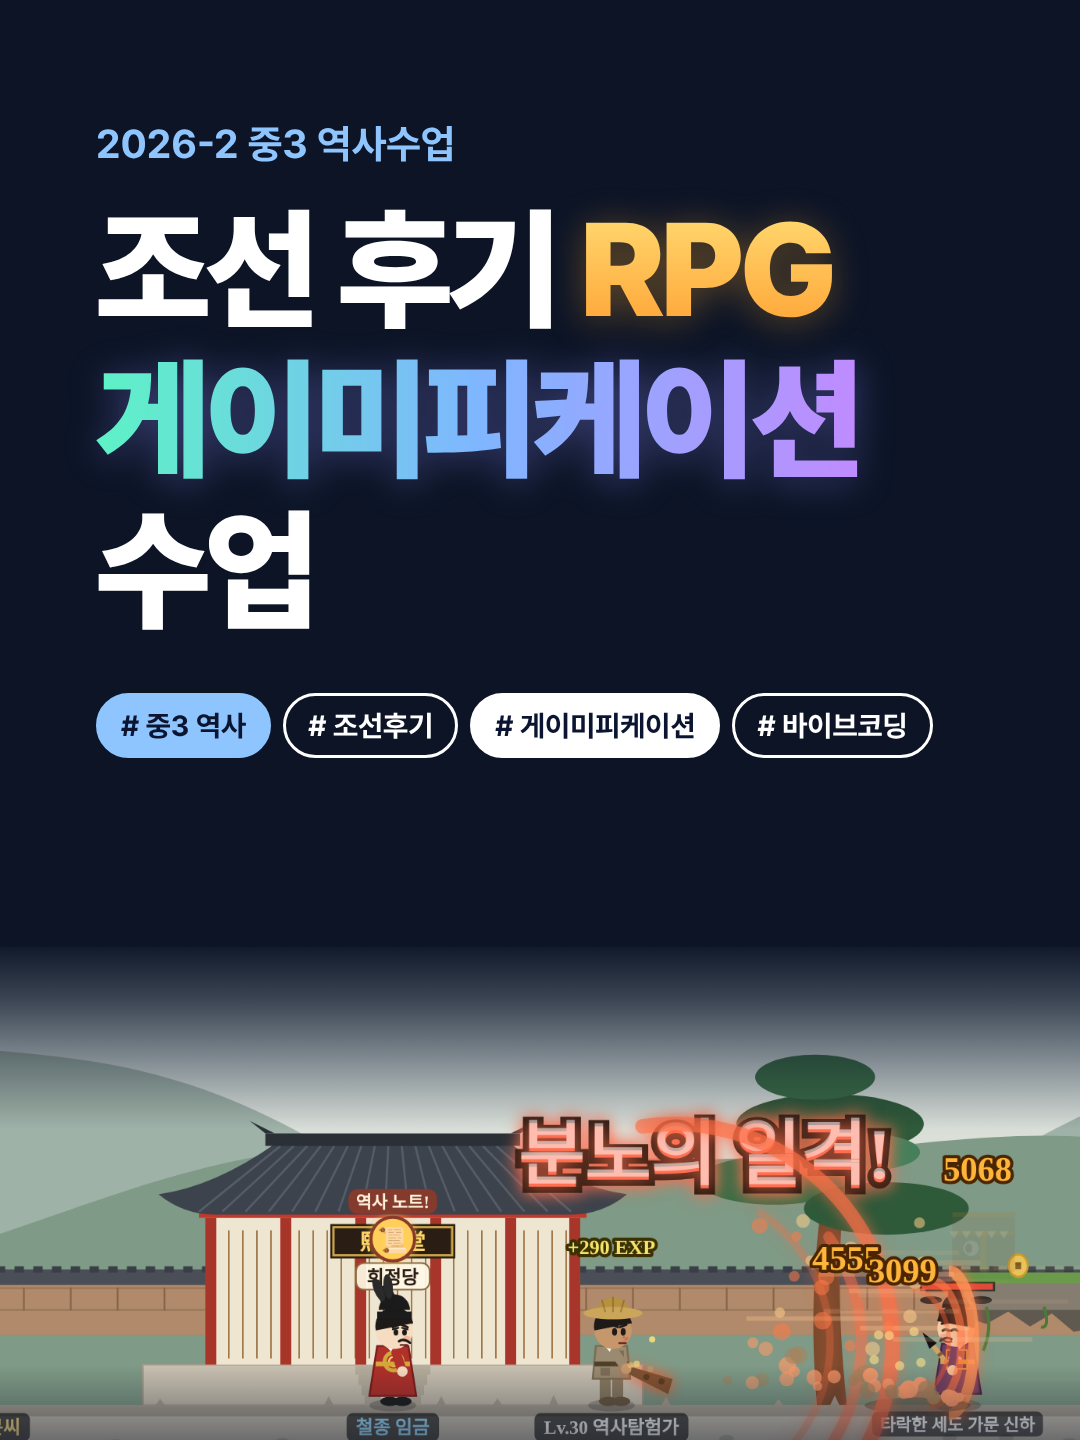 2026-2 중3 역사수업
조선 후기 RPG
게이미피케이션
수업
# 중3 역사 # 조선후기 # 게이미피케이션 # 바이브코딩
분노의 일격!
5068
역사 노트!
+290 EXP
4555
3099
희정당
철종 임금
Lv.30 역사탐험가
타락한 세도 가문 신하